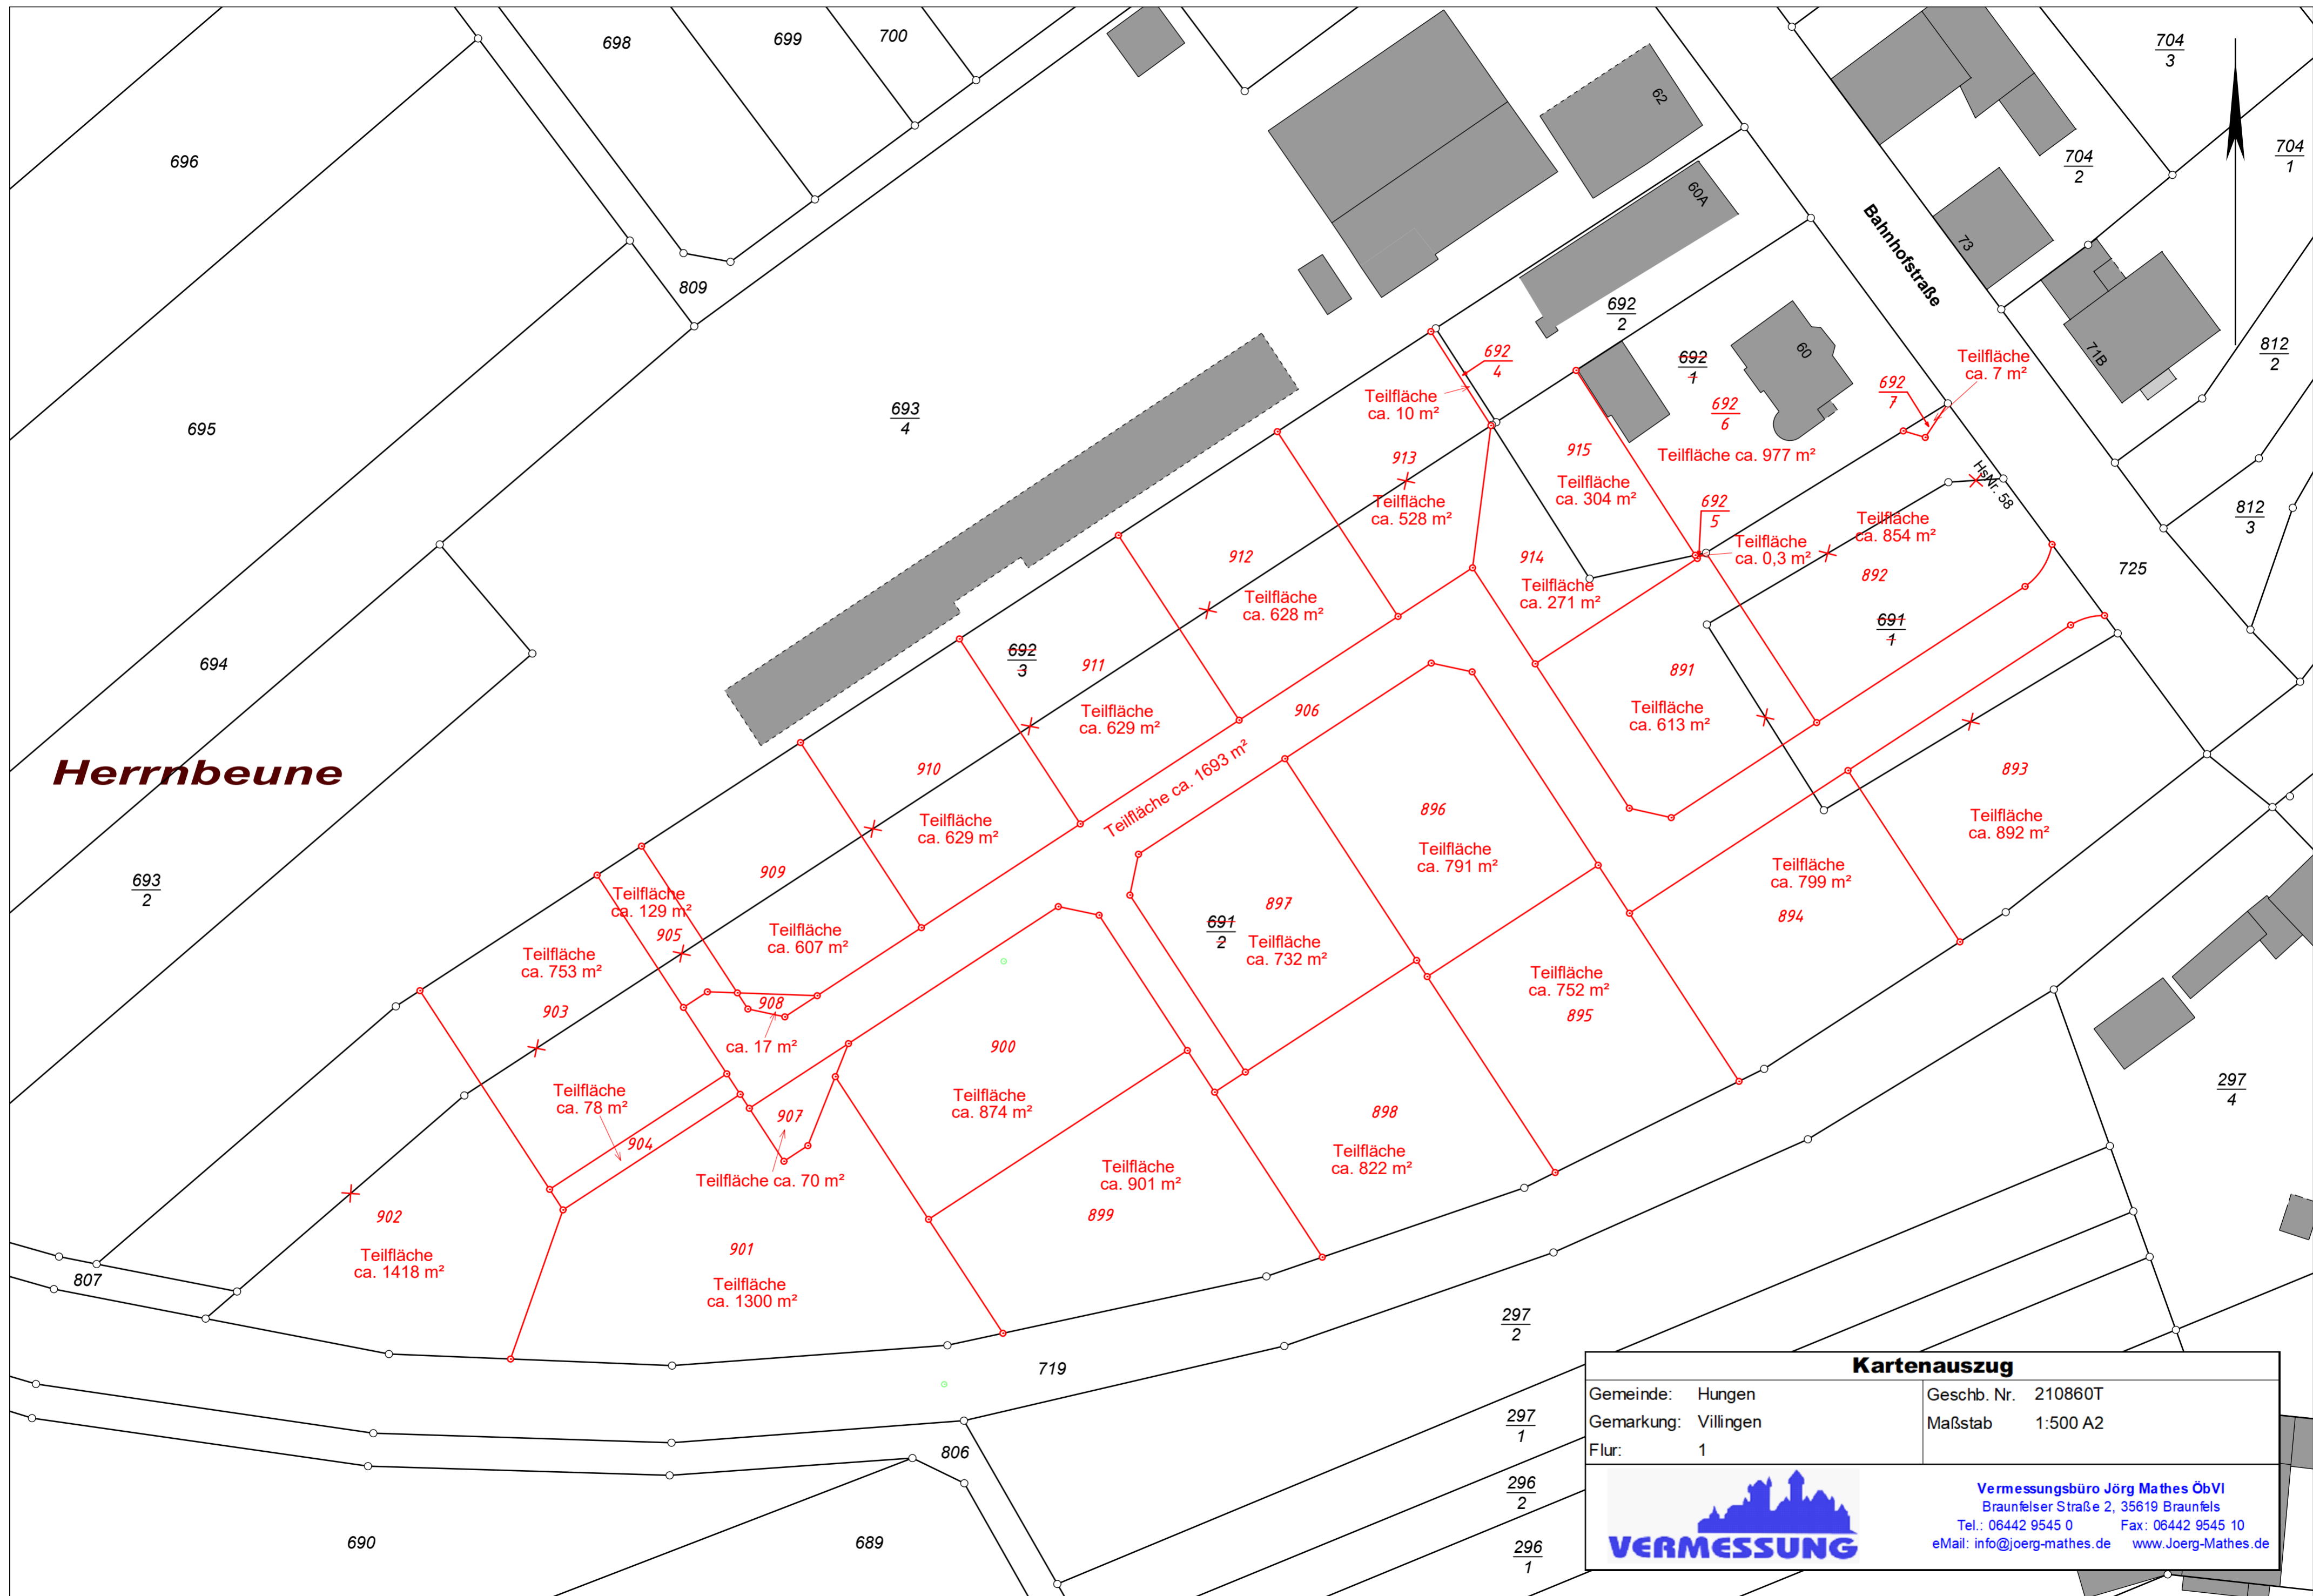 698
699
700
704
3
704
1
704
2
696
62
60A
Bahnhofstraße
73
71B
812
2
809
692
2
692
4
692
1
60
Teilfläche
ca. 7 m²
692
7
Teilfläche
ca. 10 m²
692
6
693
4
695
913
915
Teilfläche ca. 977 m²
HsNr. 58
Teilfläche
ca. 528 m²
Teilfläche
ca. 304 m²
692
5
Teilfläche
ca. 854 m²
812
3
912
914
Teilfläche
ca. 0,3 m²
892
725
Teilfläche
ca. 628 m²
Teilfläche
ca. 271 m²
691
1
694
692
3
911
891
Teilfläche
ca. 629 m²
906
Teilfläche
ca. 613 m²
Herrnbeune
910
Teilfläche ca. 1693 m²
893
Teilfläche
ca. 629 m²
896
Teilfläche
ca. 892 m²
693
2
909
Teilfläche
ca. 129 m²
Teilfläche
ca. 791 m²
Teilfläche
ca. 799 m²
897
894
905
Teilfläche
ca. 607 m²
691
2
Teilfläche
ca. 732 m²
Teilfläche
ca. 753 m²
Teilfläche
ca. 752 m²
903
908
895
ca. 17 m²
900
Teilfläche
ca. 78 m²
Teilfläche
ca. 874 m²
297
4
907
898
904
Teilfläche ca. 70 m²
Teilfläche
ca. 901 m²
Teilfläche
ca. 822 m²
902
899
Teilfläche
ca. 1418 m²
901
807
Teilfläche
ca. 1300 m²
297
2
719
297
1
806
296
2
690
689
296
1
Kartenauszug
Gemeinde: Hungen
Geschb. Nr. 210860T
Gemarkung: Villingen
Maßstab 1:500 A2
Flur: 1
VERMESSUNG
Vermessungsbüro Jörg Mathes ÖbVI
Braunfelser Straße 2, 35619 Braunfels
Tel.: 06442 9545 0 Fax: 06442 9545 10
eMail: info@joerg-mathes.de www.Joerg-Mathes.de